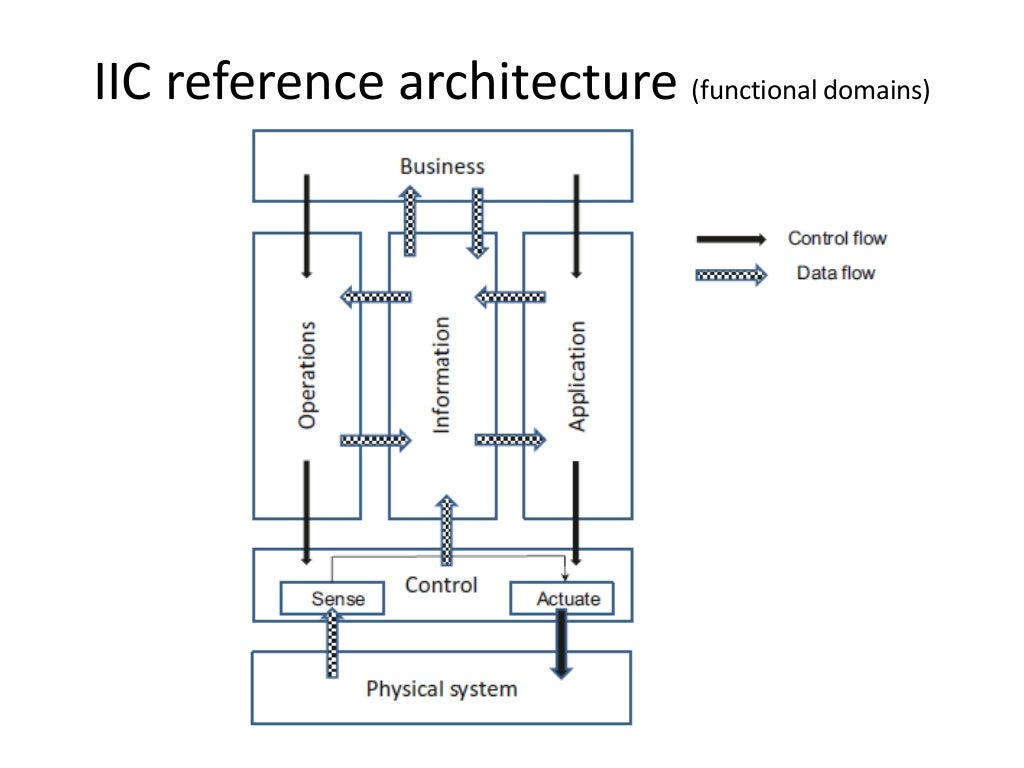 IIC reference architecture (functional domains)
Business
Control flow
Data flow
Operations
Information
Application
Control
Sense
Actuate
Physical system